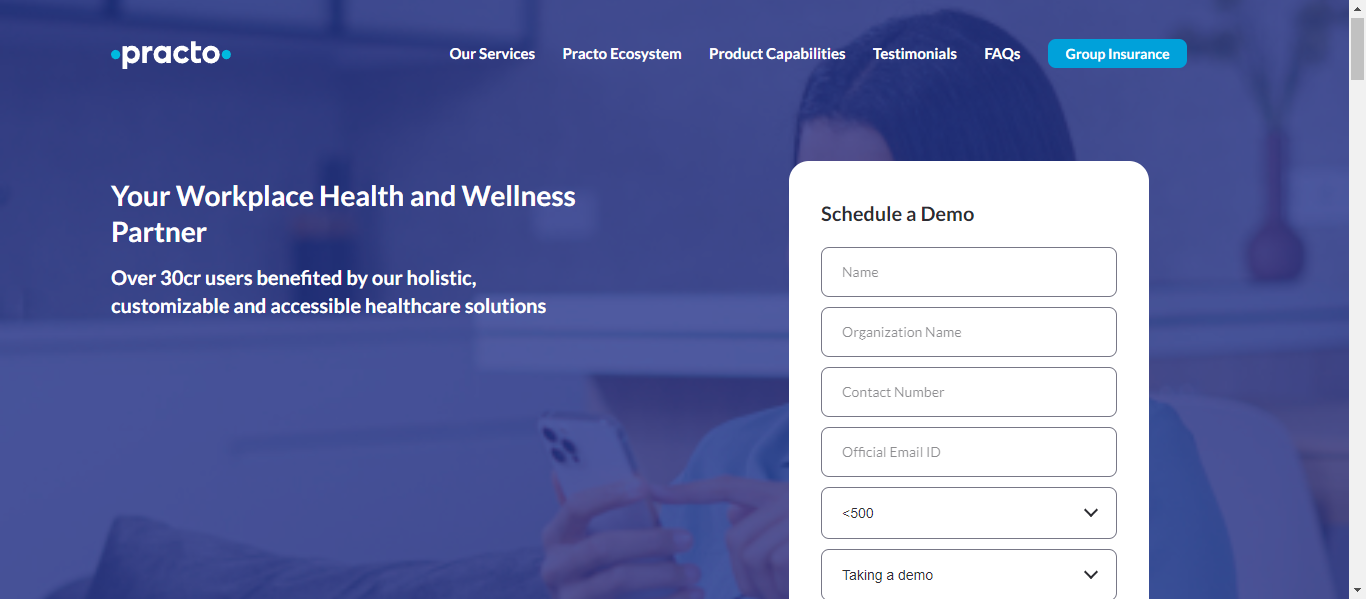 practo
Our Services
Practo Ecosystem
Product Capabilities
Testimonials
FAQs
Group Insurance
Your Workplace Health and Wellness
Partner
Over 30cr users benefited by our holistic,
customizable and accessible healthcare solutions
Schedule a Demo
Name
Organization Name
Contact Number
Official Email ID
<500
Taking a demo